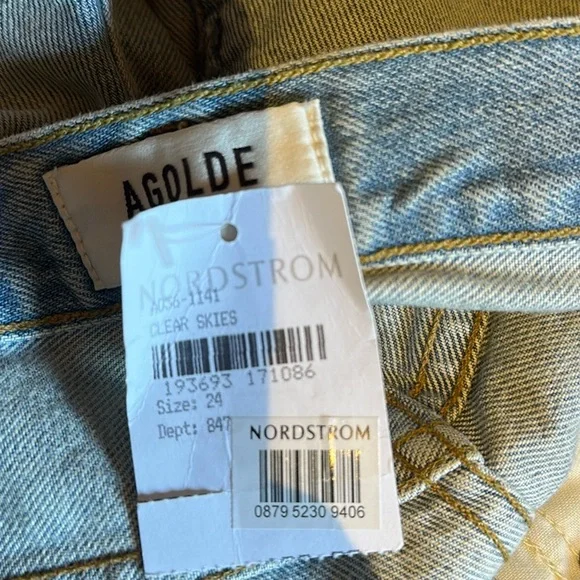 AGOLDE
NORDSTROM
A056-1141
CLEAR SKIES
193693 171086
Size: 24
Dept: 847
NORDSTROM
0879 5230 9406